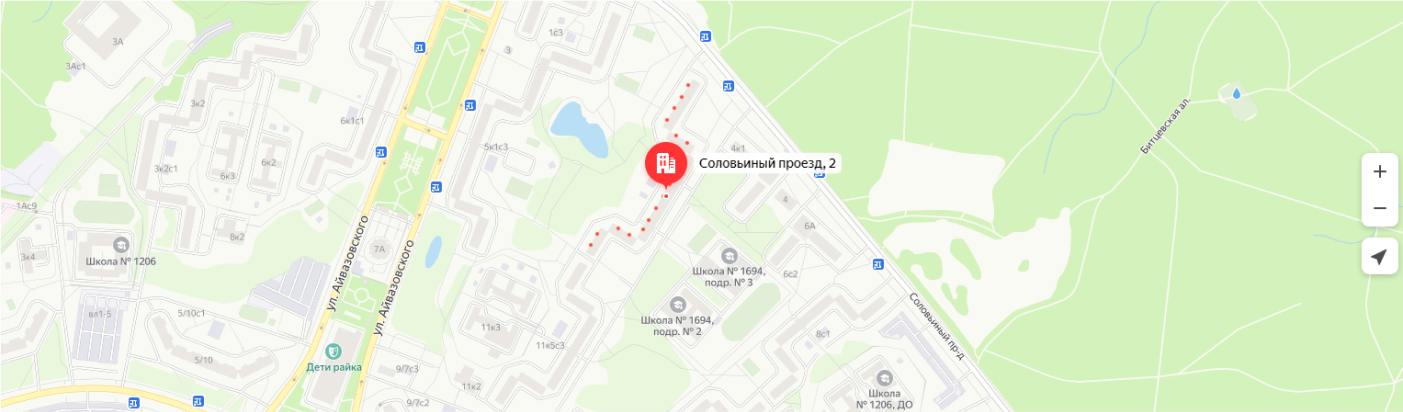 3А
3Ас1
3к2
3к2с1
1Ас9
3к4
Школа № 1206
8к2
6к1с1
6к2
вл1-5
5/10с1
5/10
ул. Айвазовского
ул. Айвазовского
7А
Дети райка
9/7с3
9/7с2
3
1с3
5к1с3
11к3
11к5с3
11к2
Соловьиный проезд, 2
4к1
4
6А
6с2
8с1
Школа № 1694,
подр. № 3
Школа № 1694,
подр. № 2
Соловьиный пр-д
Школа
№ 1206, ДО
Битцевская ал.
+
−